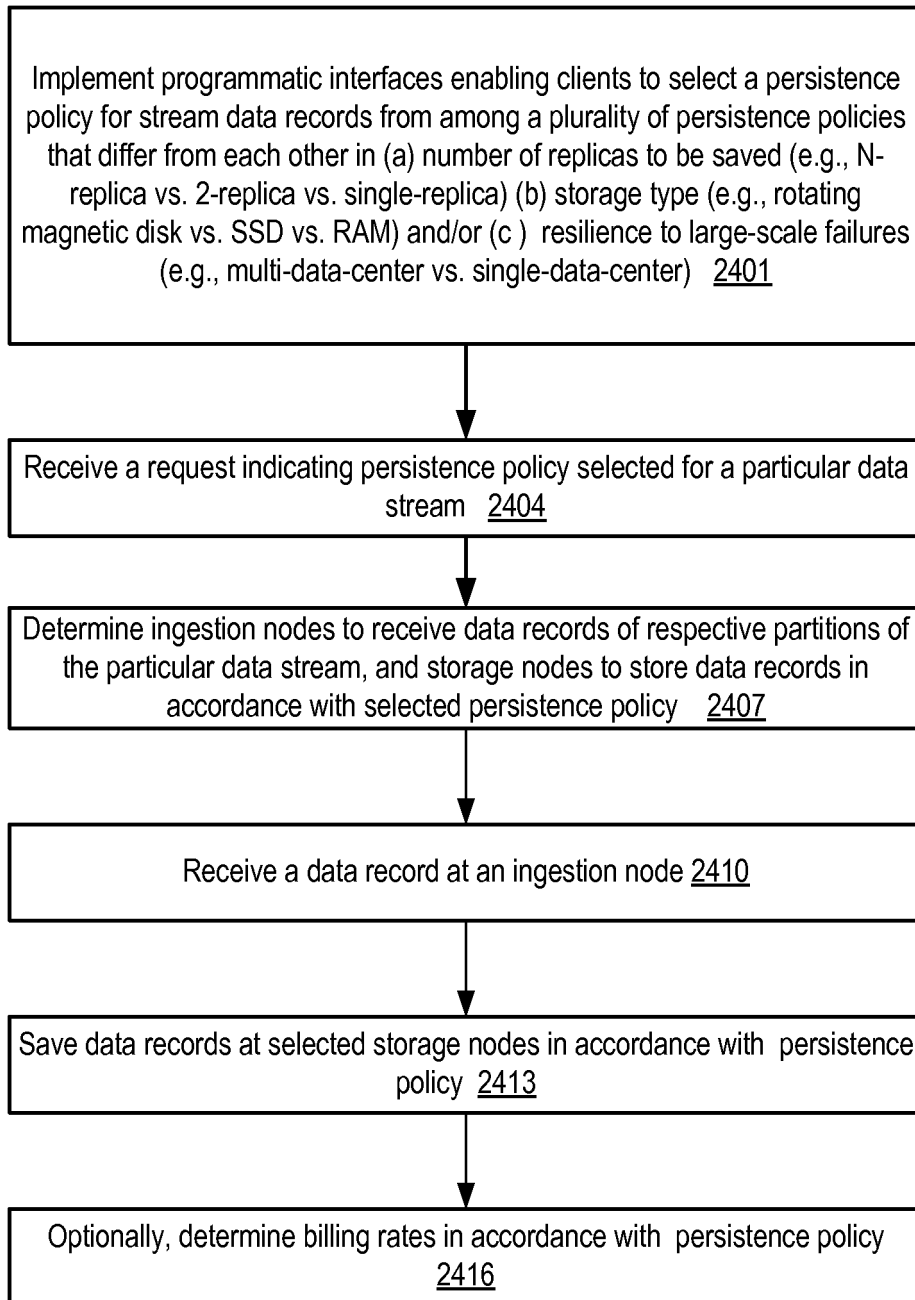 Implement programmatic interfaces enabling clients to select a persistence
policy for stream data records from among a plurality of persistence policies
that differ from each other in (a) number of replicas to be saved (e.g., N-
replica vs. 2-replica vs. single-replica) (b) storage type (e.g., rotating
magnetic disk vs. SSD vs. RAM) and/or (c ) resilience to large-scale failures
(e.g., multi-data-center vs. single-data-center) 2401
Receive a request indicating persistence policy selected for a particular data
stream 2404
Determine ingestion nodes to receive data records of respective partitions of
the particular data stream, and storage nodes to store data records in
accordance with selected persistence policy 2407
Receive a data record at an ingestion node 2410
Save data records at selected storage nodes in accordance with persistence
policy 2413
Optionally, determine billing rates in accordance with persistence policy
2416